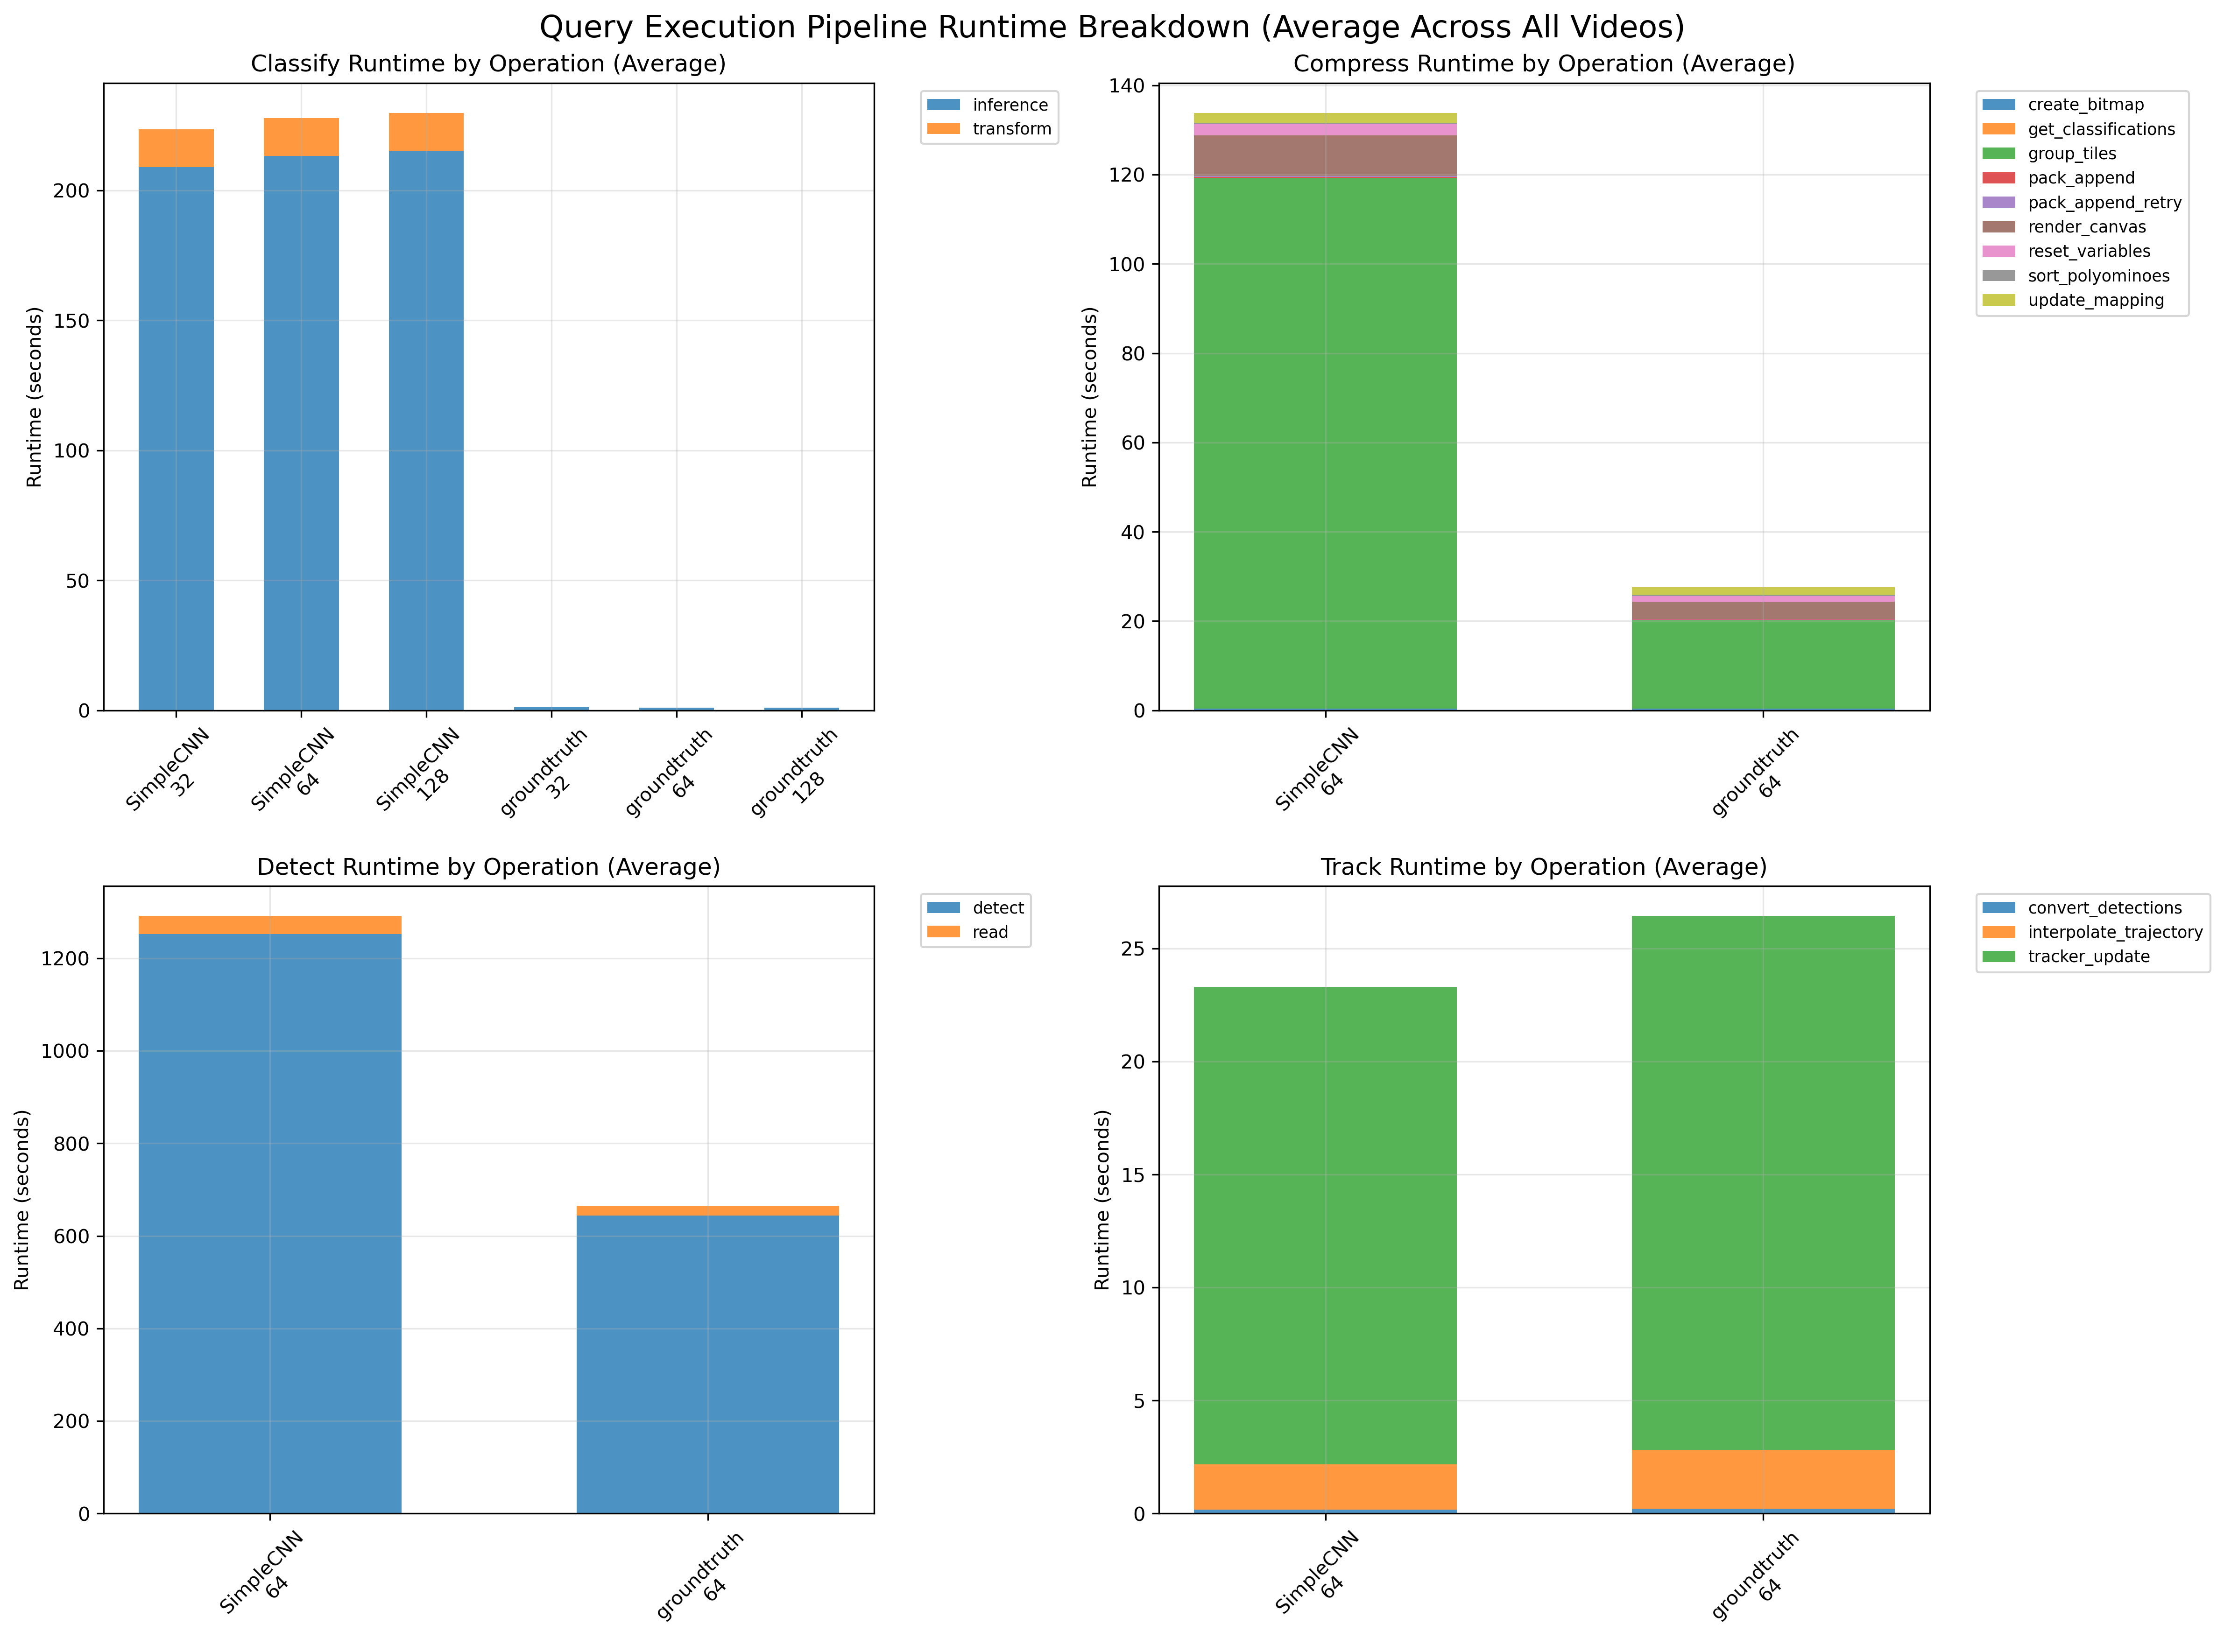 Query Execution Pipeline Runtime Breakdown (Average Across All Videos)
Classify Runtime by Operation (Average)
Runtime (seconds)
200
150
100
50
0
SimpleCNN
32
SimpleCNN
64
SimpleCNN
128
groundtruth
32
groundtruth
64
groundtruth
128
inference
transform
Compress Runtime by Operation (Average)
Runtime (seconds)
140
120
100
80
60
40
20
0
SimpleCNN
64
groundtruth
64
create_bitmap
get_classifications
group_tiles
pack_append
pack_append_retry
render_canvas
reset_variables
sort_polyominoes
update_mapping
Detect Runtime by Operation (Average)
Runtime (seconds)
1200
1000
800
600
400
200
0
SimpleCNN
64
groundtruth
64
detect
read
Track Runtime by Operation (Average)
Runtime (seconds)
25
20
15
10
5
0
SimpleCNN
64
groundtruth
64
convert_detections
interpolate_trajectory
tracker_update